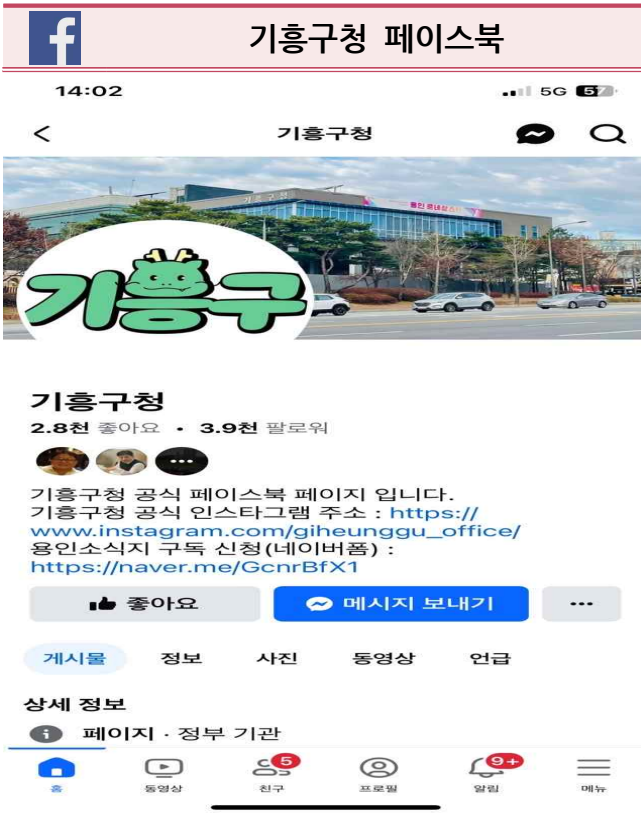 f
기흥구청 페이스북
14:02
5G 57
기흥구청
기흥구청
기흥구
기흥구청
2.8천 좋아요 • 3.9천 팔로워
기흥구청 공식 페이스북 페이지 입니다.
기흥구청 공식 인스타그램 주소 : https://
www.instagram.com/giheunggu_office/
용인소식지 구독 신청(네이버폼) :
https://naver.me/GcnrBfX1
좋아요 메시지 보내기 ...
게시물 정보 사진 동영상 언급
상세 정보
페이지 · 정부 기관
5 9+
홈 동영상 친구 프로필 알림 메뉴